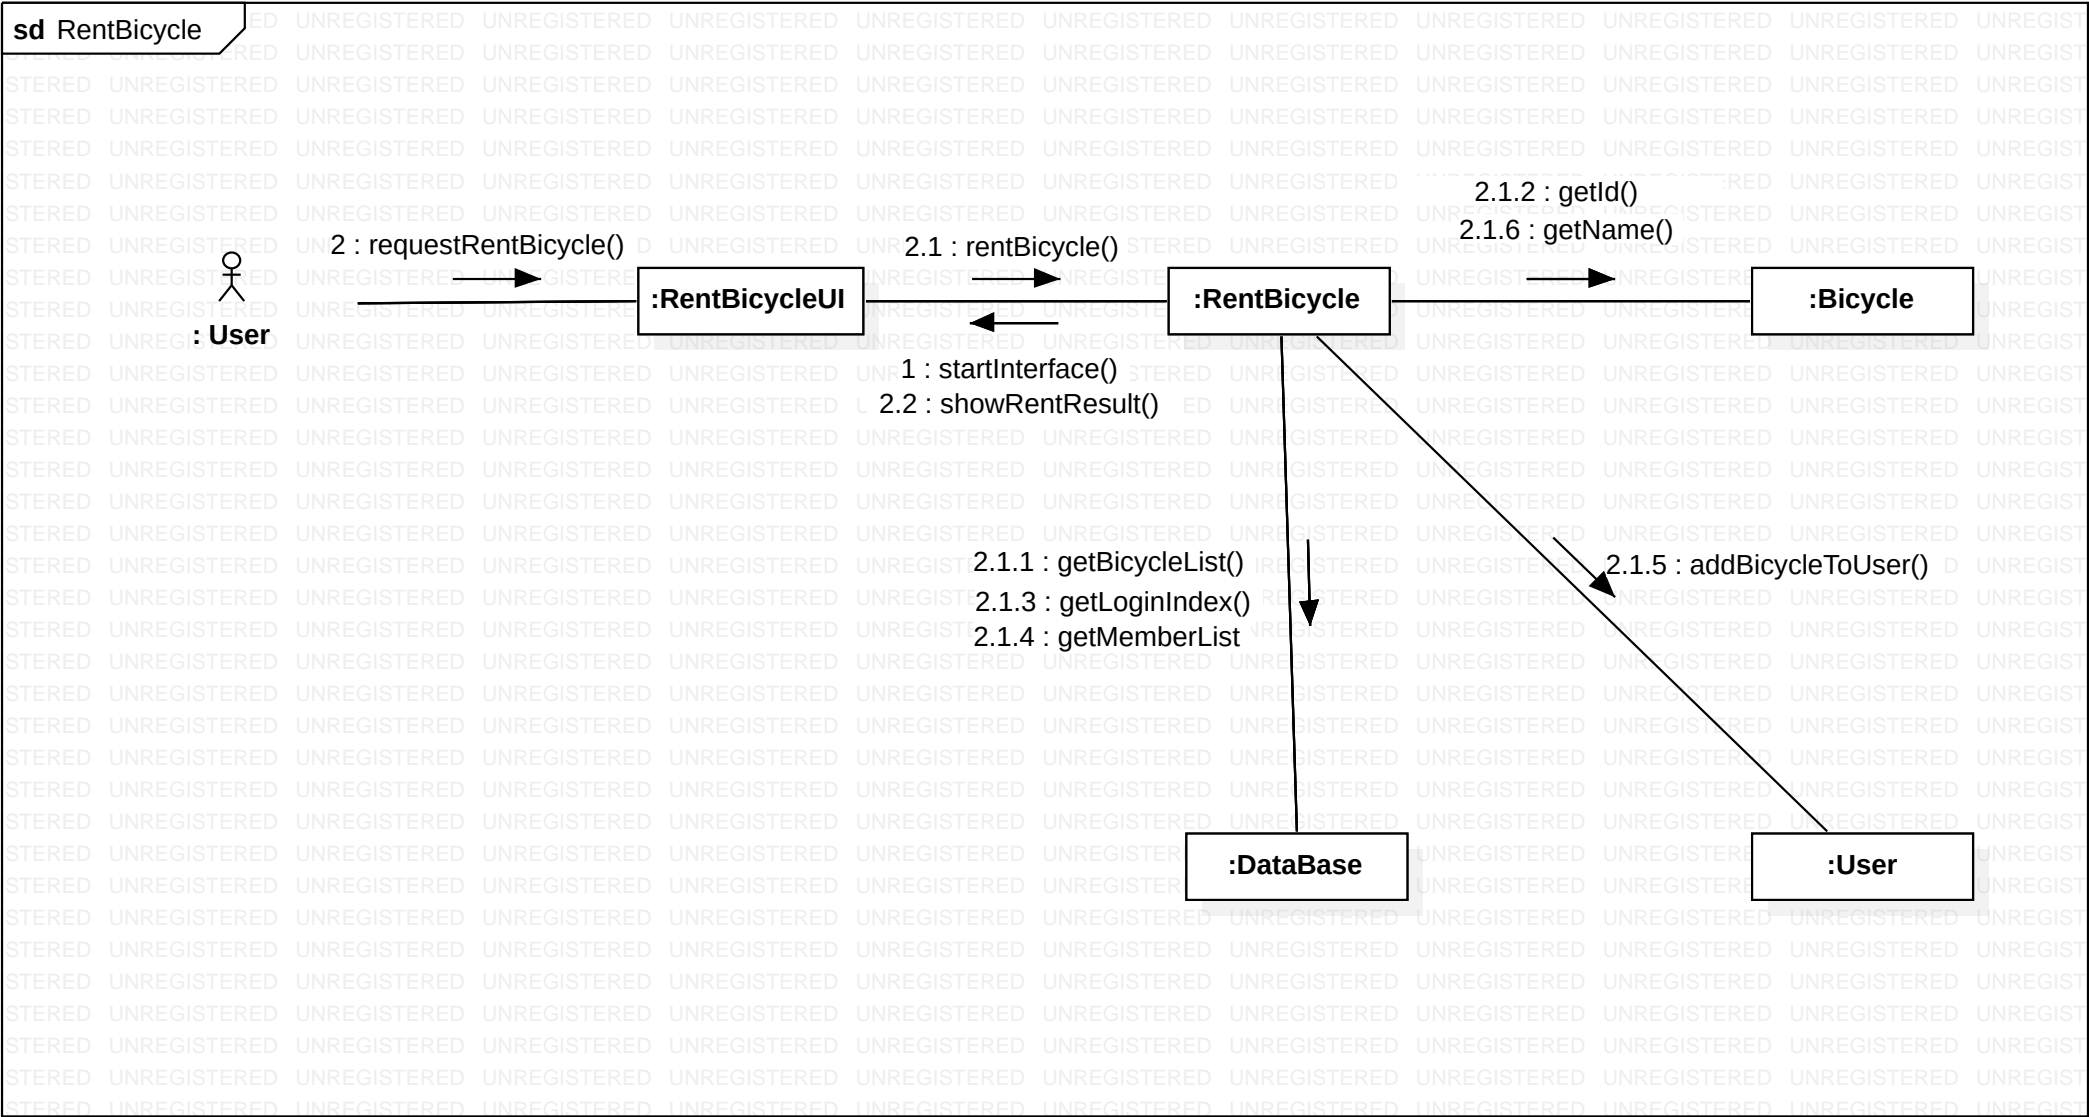 sd RentBicycle
2.1.2 : getId()
2.1.6 : getName()
2 : requestRentBicycle()
2.1 : rentBicycle()
: User
:RentBicycleUI
:RentBicycle
:Bicycle
1 : startInterface()
2.2 : showRentResult()
2.1.1 : getBicycleList()
2.1.3 : getLoginIndex()
2.1.4 : getMemberList
2.1.5 : addBicycleToUser()
:DataBase
:User
UNREGISTERED